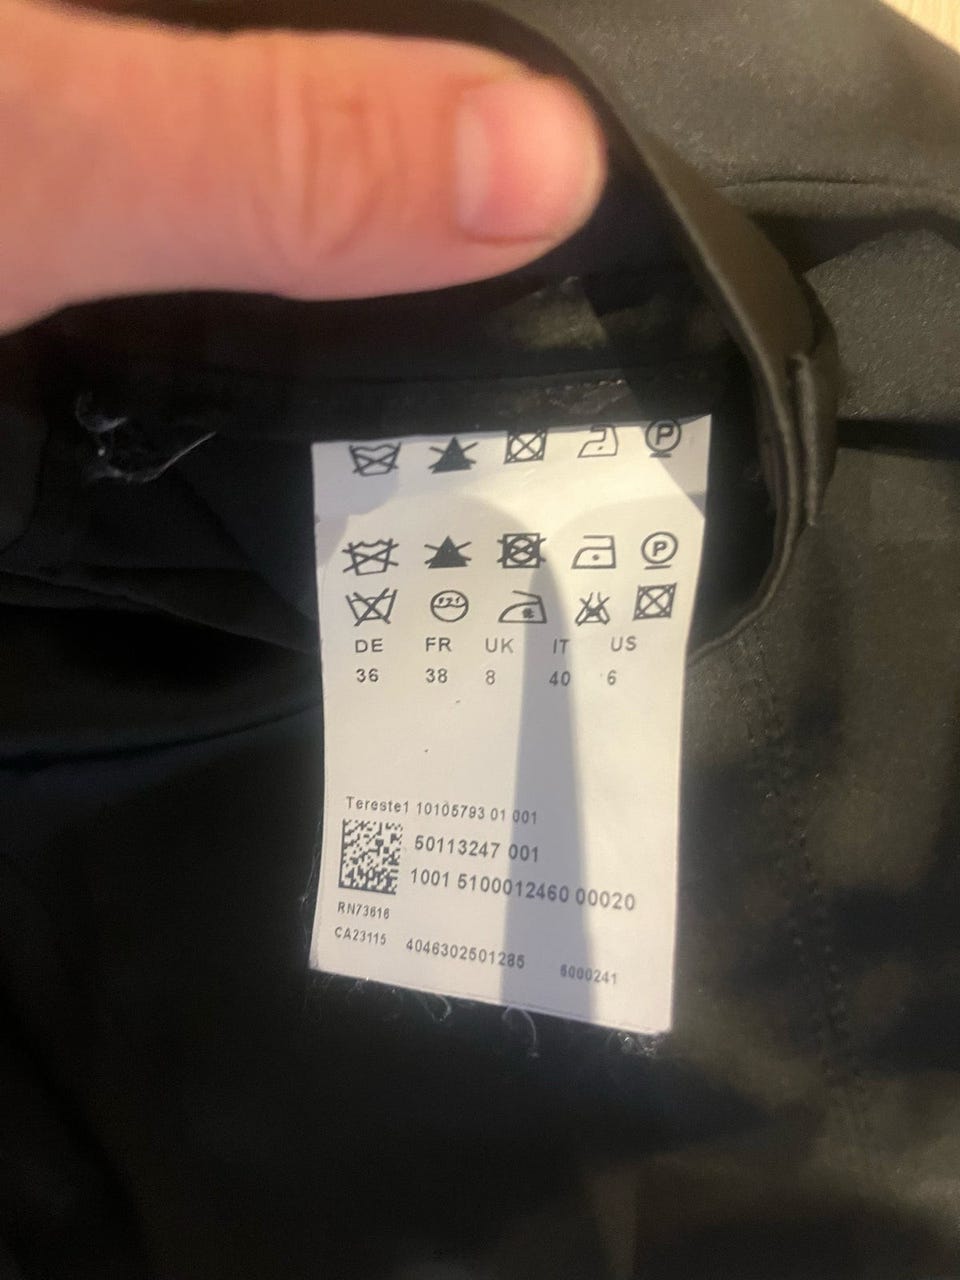 P
P
DE FR UK IT US
36 38 8 40 6
Tereste1 10105793 01 001
50113247 001
1001 5100012460 00020
RN73616
CA23115 4046302501285 6000241